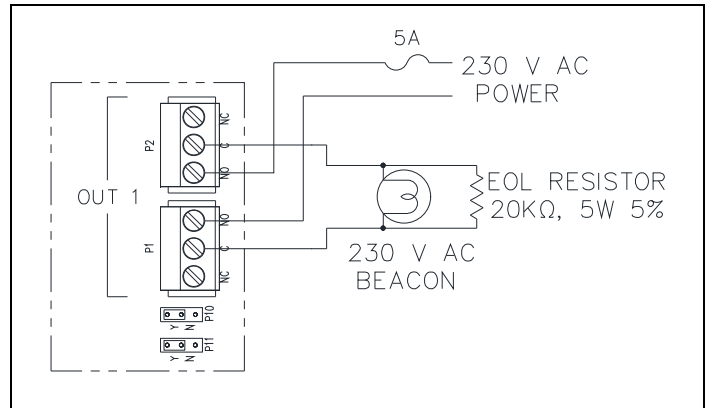 5A
230 V AC
POWER
OUT 1
P2
NC
C
NO
P1
NO
C
NC
EOL RESISTOR
20KΩ, 5W 5%
230 V AC
BEACON
P10
Y N
P11
Y N